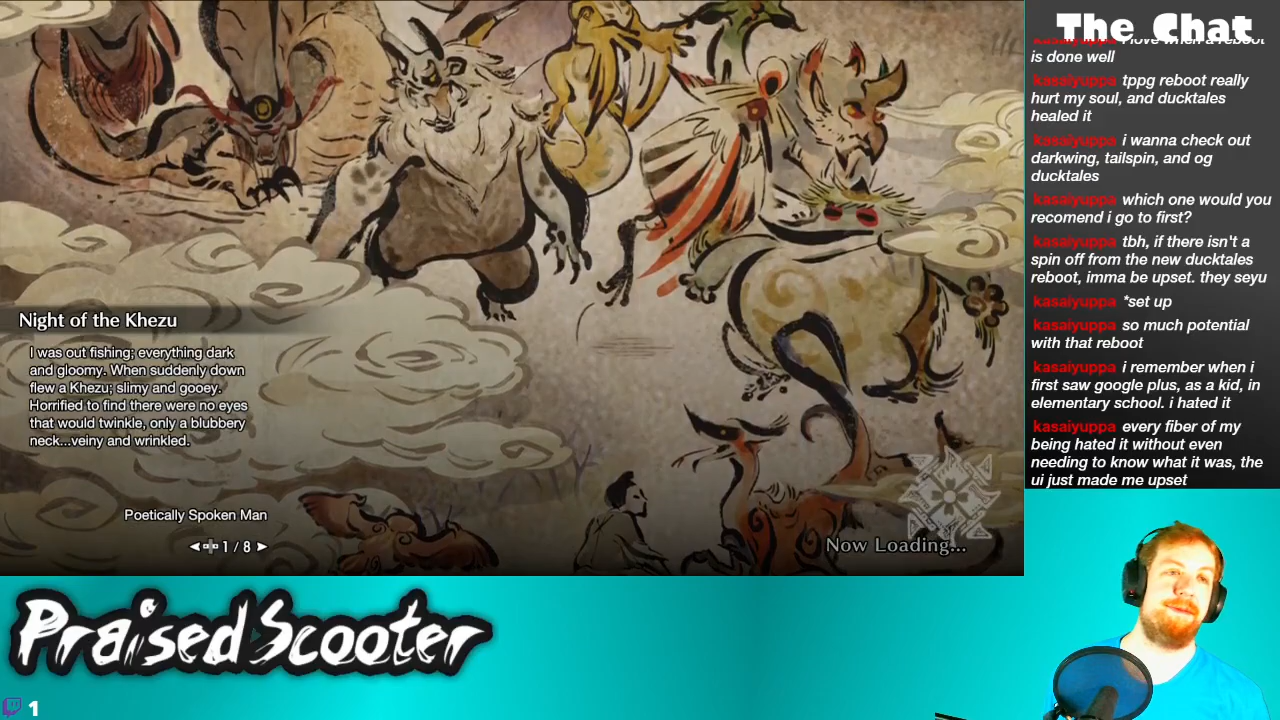 Night of the Khezu
I was out fishing; everything dark
and gloomy. When suddenly down
flew a Khezu; slimy and gooey.
Horrified to find there were no eyes
that would twinkle, only a blubbery
neck...veiny and wrinkled.
Poetically Spoken Man
1 / 8
Now Loading...
The Chat
kasaiyuppa i love when a reboot
is done well
kasaiyuppa tppg reboot really
hurt my soul, and ducktales
healed it
kasaiyuppa i wanna check out
darkwing, tailspin, and og
ducktales
kasaiyuppa which one would you
recomend i go to first?
kasaiyuppa tbh, if there isn't a
spin off from the new ducktales
reboot, imma be upset. they seyu
kasaiyuppa *set up
kasaiyuppa so much potential
with that reboot
kasaiyuppa i remember when i
first saw google plus, as a kid, in
elementary school. i hated it
kasaiyuppa every fiber of my
being hated it without even
needing to know what it was, the
ui just made me upset
PraisedScooter
1